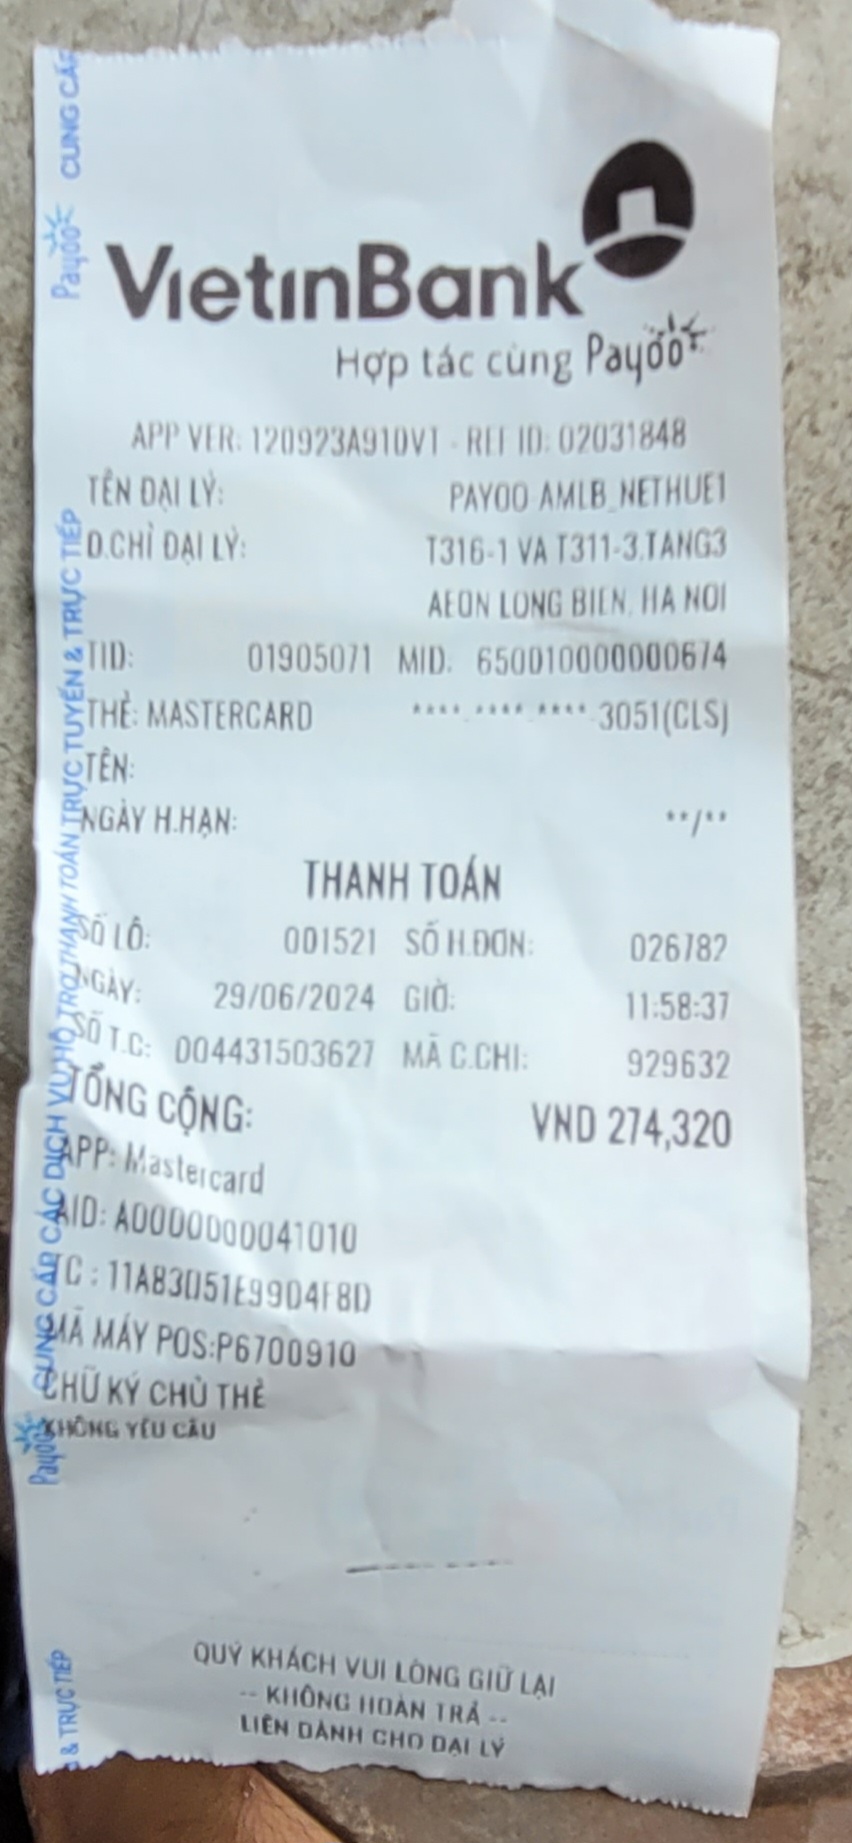 VietinBank
Hợp tác cùng Payoo
APP VER: 120923A910VT - REF ID: 02031848
TÊN ĐẠI LÝ: PAYOO AMLB_NETHUE1
Đ.CHỈ ĐẠI LÝ: T316-1 VA T311-3.TANG3
AEON LONG BIEN, HA NOI
TID: 01905071 MID: 650010000000674
THẺ: MASTERCARD ****-****-****-3051(CLS)
TÊN:
NGÀY H.HẠN: **/**
THANH TOÁN
SỐ LÔ: 001521 SỐ H.ĐƠN: 026782
NGÀY: 29/06/2024 GIỜ: 11:58:37
SỐ T.C: 004431503627 MÃ C.CHI: 929632
TỔNG CỘNG: VND 274,320
APP: Mastercard
AID: A0000000041010
TC : 11A83D51E99D4F8D
MÃ MÁY POS:P6700910
CHỮ KÝ CHỦ THẺ
KHÔNG YÊU CẦU
QUÝ KHÁCH VUI LÒNG GIỮ LẠI
-- KHÔNG HOÀN TRẢ --
LIÊN DÀNH CHO ĐẠI LÝ
Payoo CUNG CẤP
Payoo CUNG CẤP CÁC DỊCH VỤ HỖ TRỢ THANH TOÁN TRỰC TUYẾN & TRỰC TIẾP
& TRỰC TIẾP